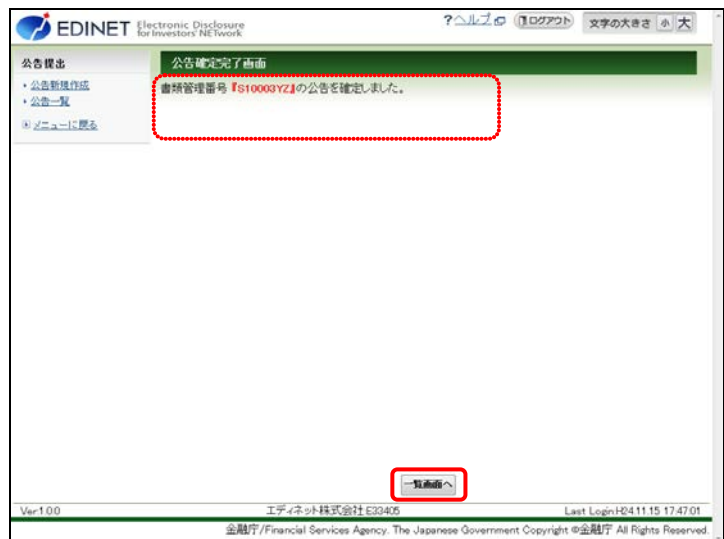 EDINET Electronic Disclosure for Investors' NETwork
?ヘルプ ログアウト 文字の大きさ 小 大
公告提出
公告新規作成
公告一覧
メニューに戻る
公告確定完了画面
書類管理番号『S10003YZ』の公告を確定しました。
一覧画面へ
Ver.1.0.0 エディネット株式会社 E33405 Last Login:H24.11.15 17.47.01
金融庁/Financial Services Agency. The Japanese Government Copyright ©金融庁 All Rights Reserved.